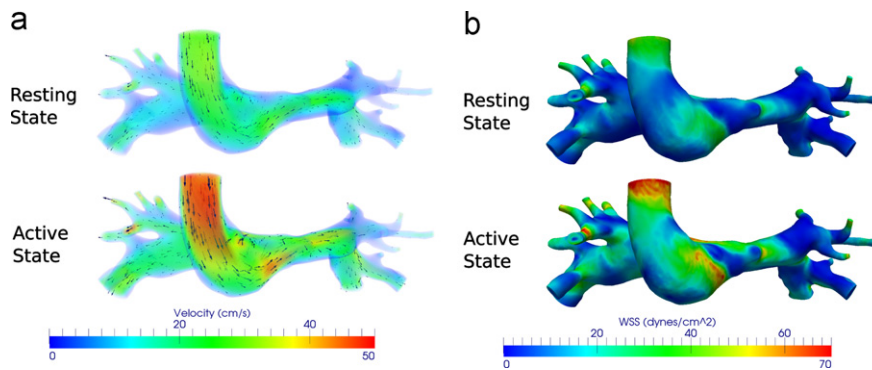 a
b
Resting
State
Resting
State
Active
State
Active
State
Velocity (cm/s)
0 20 40 50
WSS (dynes/cm^2)
0 20 40 60 70